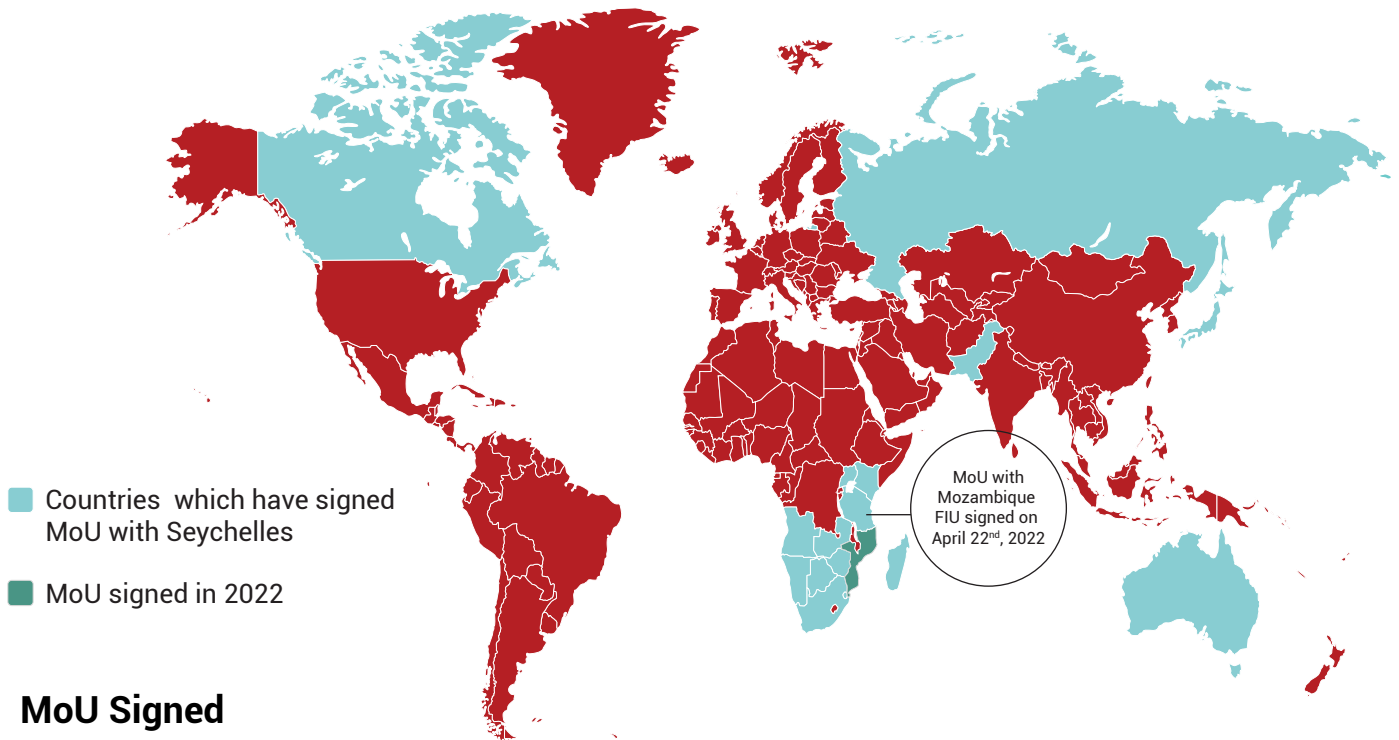 MoU with
Mozambique
FIU signed on
April 22nd, 2022
Countries which have signed
MoU with Seychelles
MoU signed in 2022
MoU Signed